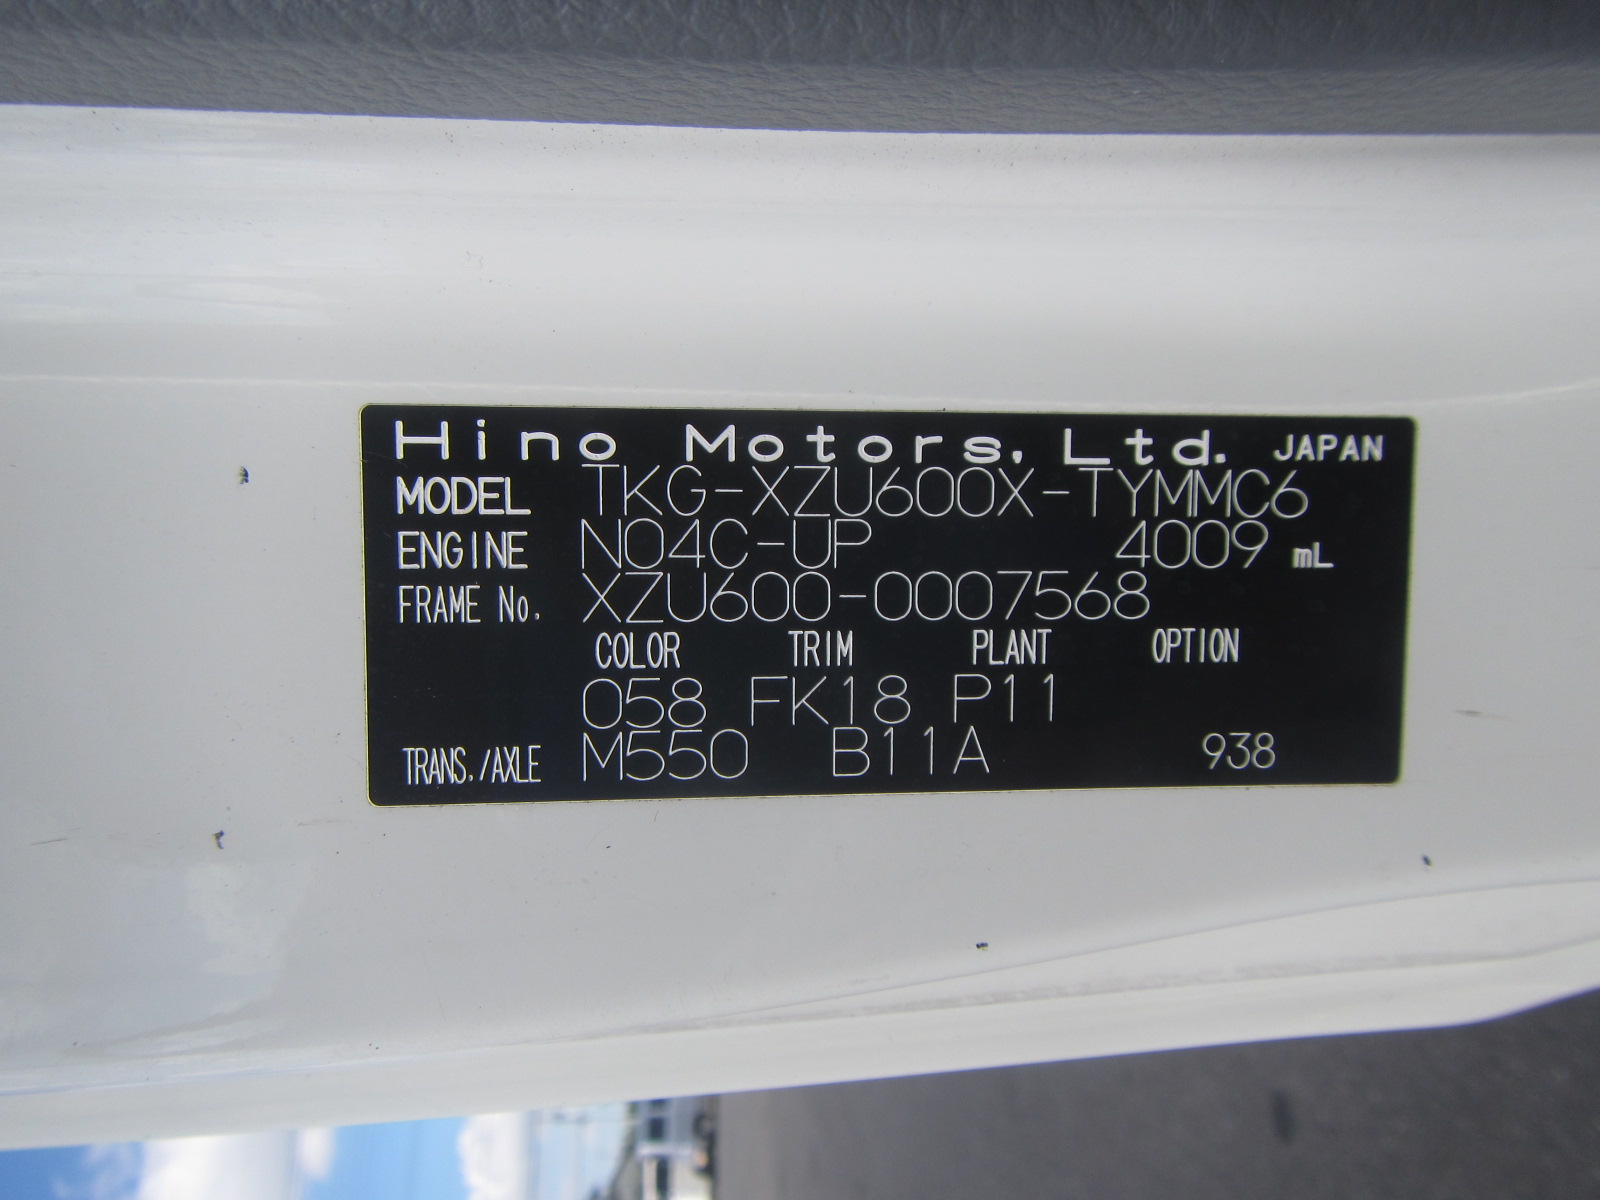 Hino Motors, Ltd. JAPAN
MODEL TKG-XZU600X-TYMMC6
ENGINE N04C-UP 4009 mL
FRAME No. XZU600-0007568
COLOR TRIM PLANT OPTION
058 FK18 P11
TRANS./AXLE M550 B11A 938